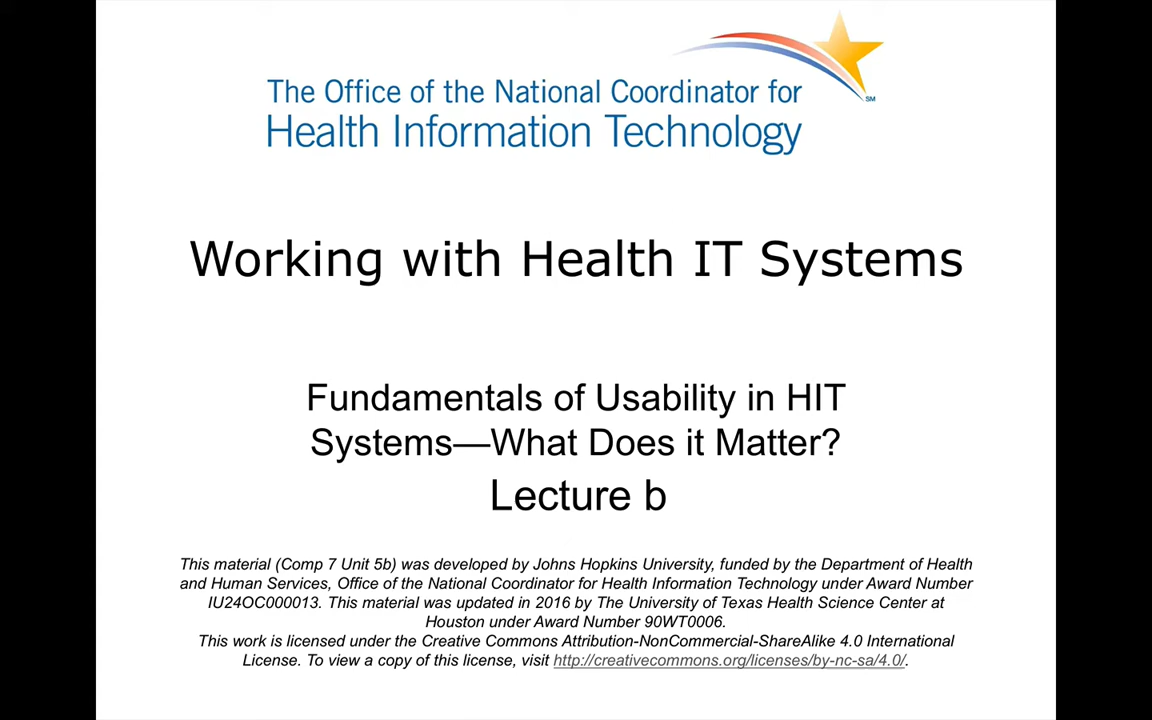 The Office of the National Coordinator for
Health Information Technology
SM
Working with Health IT Systems
Fundamentals of Usability in HIT
Systems—What Does it Matter?
Lecture b
This material (Comp 7 Unit 5b) was developed by Johns Hopkins University, funded by the Department of Health
and Human Services, Office of the National Coordinator for Health Information Technology under Award Number
IU24OC000013. This material was updated in 2016 by The University of Texas Health Science Center at
Houston under Award Number 90WT0006.
This work is licensed under the Creative Commons Attribution-NonCommercial-ShareAlike 4.0 International
License. To view a copy of this license, visit http://creativecommons.org/licenses/by-nc-sa/4.0/.